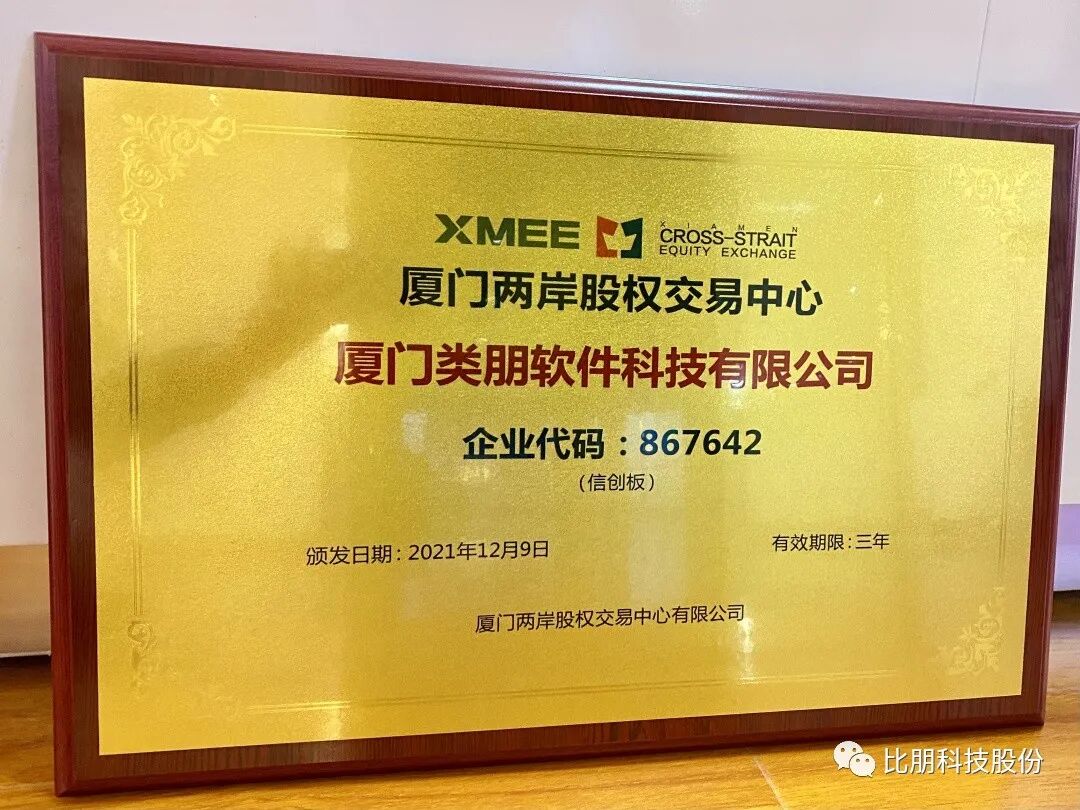 XMEE
XIAMEN
CROSS-STRAIT
EQUITY EXCHANGE
厦门两岸股权交易中心
厦门类朋软件科技有限公司
企业代码：867642
（信创板）
颁发日期：2021年12月9日
有效期限：三年
厦门两岸股权交易中心有限公司
比朋科技股份